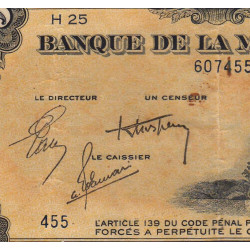 H 25
BANQUE DE LA
607455
LE DIRECTEUR UN CENSEUR
LE CAISSIER
455
L'ARTICLE 139 DU CODE PÉNAL
FORCÉS A PERPÉTUITÉ LE C